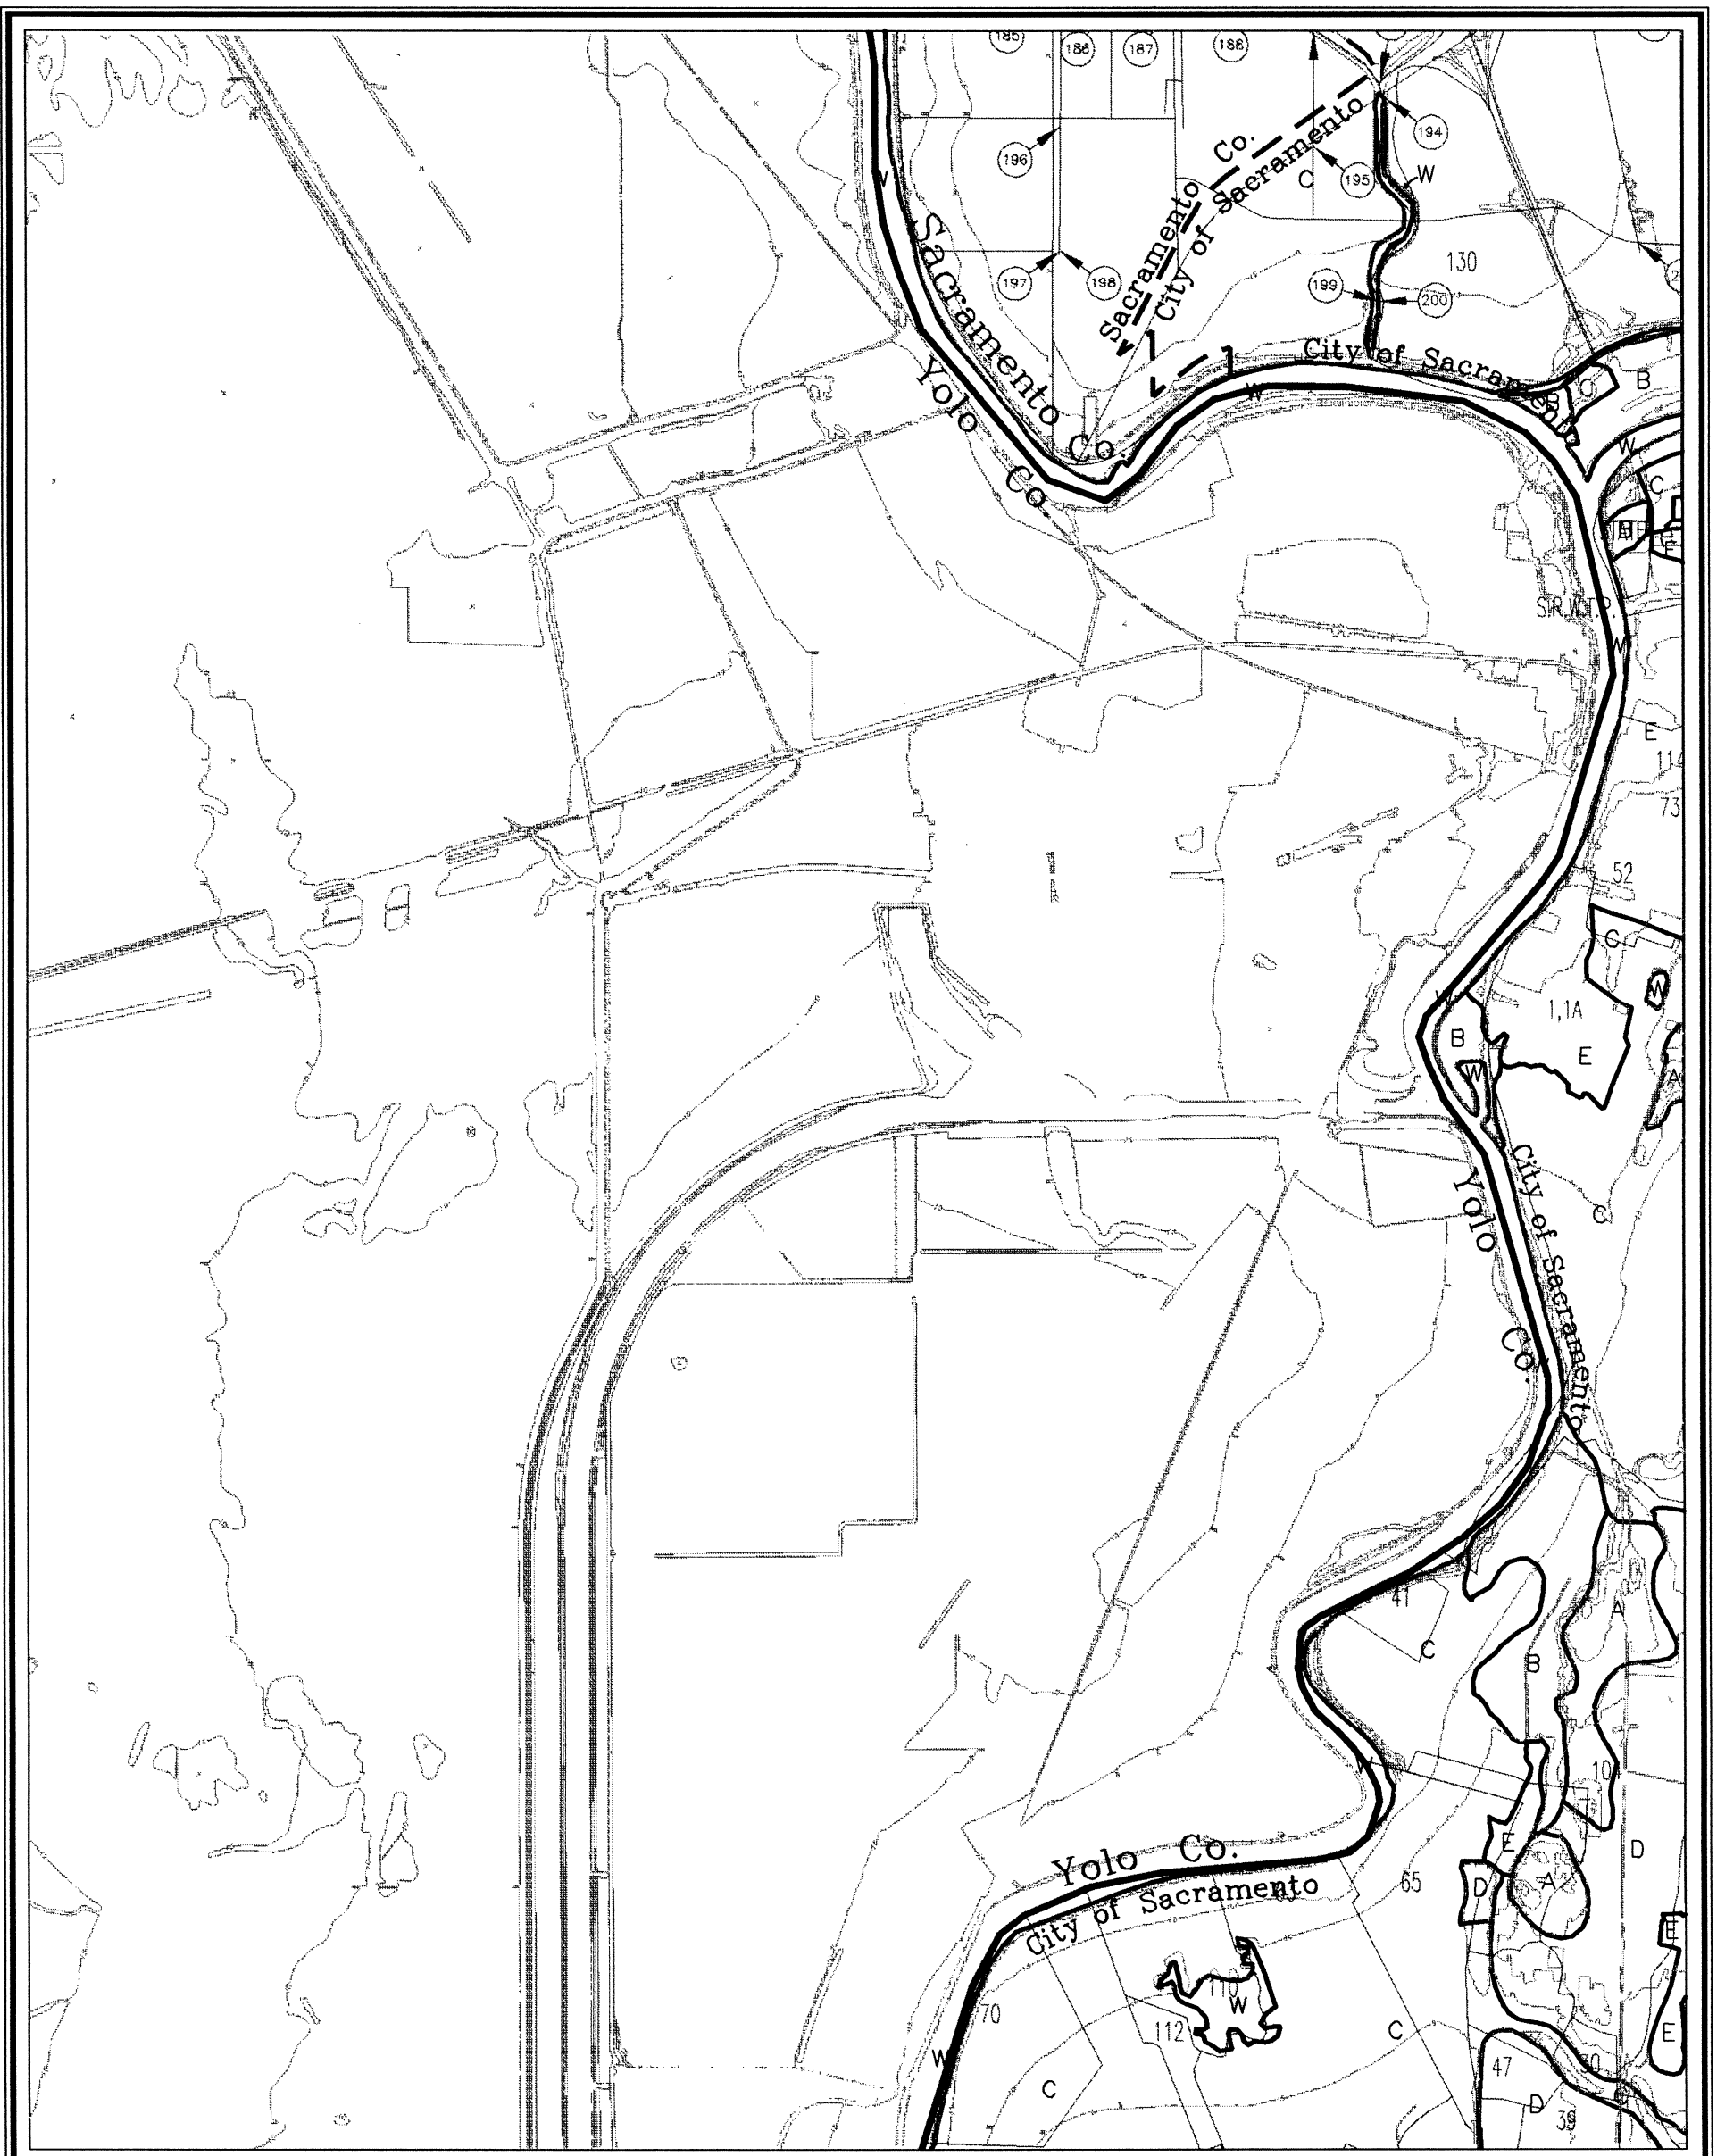 185
186
187
188
194
196
195
C
W
W
Sacramento Co.
Sacramento Co.
City of Sacramento
197
198
199
200
130
Yolo Co.
City of Sacramento
W
C
B
B
W
C
B
E
S.R.W.T.P.
W
E
114
73
52
C
W
W
1,1A
B
E
W
A
Yolo Co.
City of Sacramento
C
41
A
C
B
W
104
E
D
Yolo Co.
City of Sacramento
65
D
A
E
110
W
70
112
C
E
W
C
47
30
D
39
C